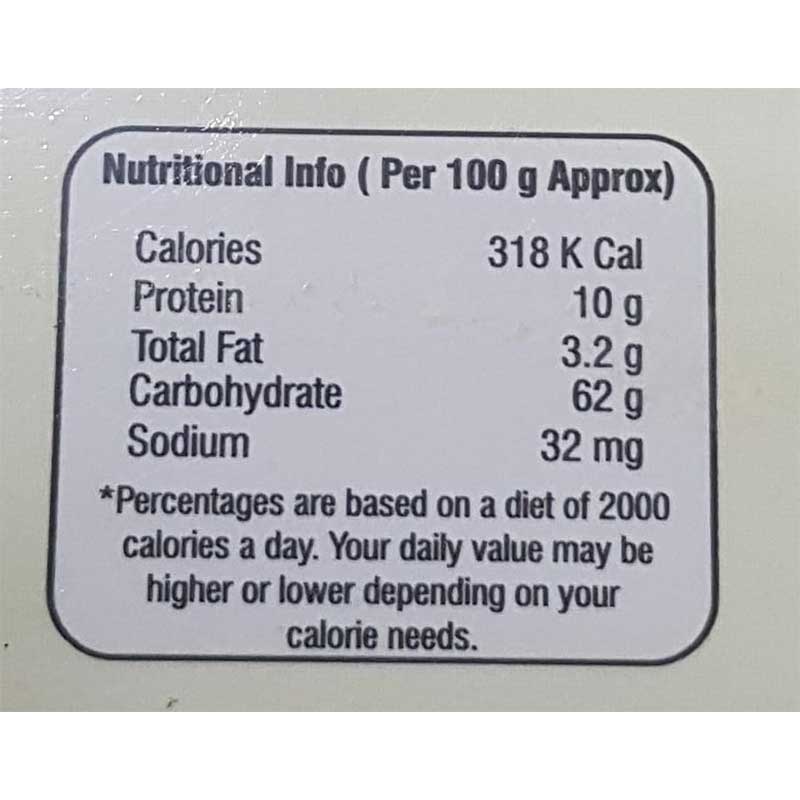 Nutritional Info ( Per 100 g Approx)
Calories 318 K Cal
Protein 10 g
Total Fat 3.2 g
Carbohydrate 62 g
Sodium 32 mg
*Percentages are based on a diet of 2000
calories a day. Your daily value may be
higher or lower depending on your
calorie needs.